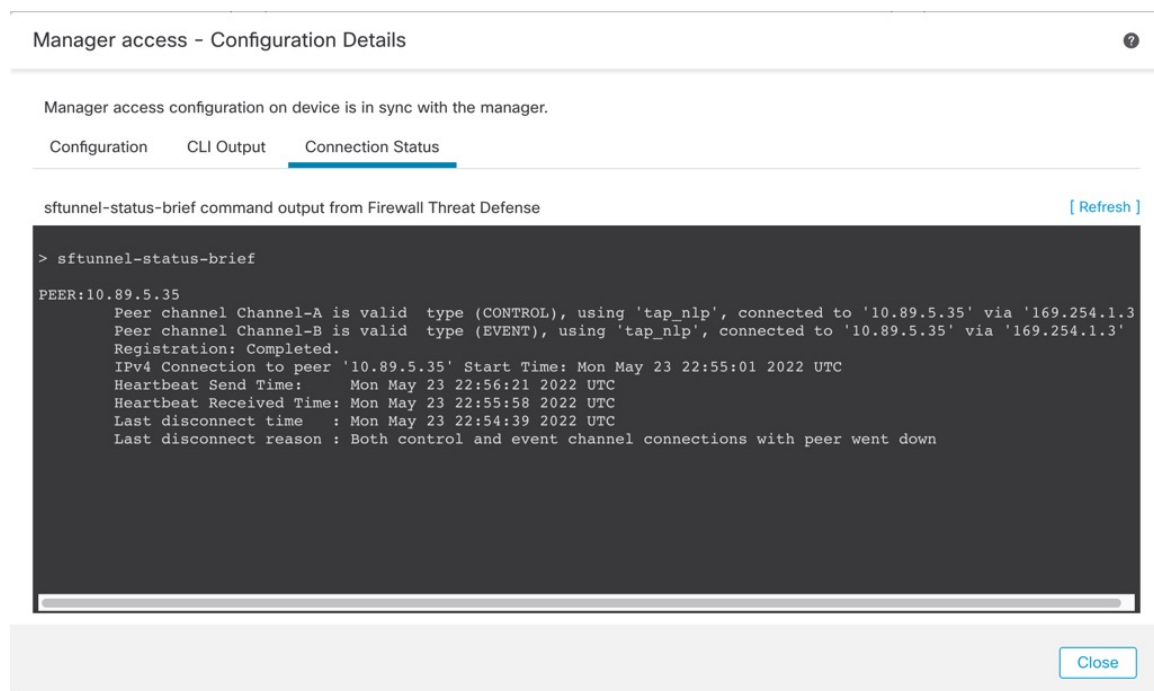 Manager access - Configuration Details
?
Manager access configuration on device is in sync with the manager.
Configuration CLI Output Connection Status
sftunnel-status-brief command output from Firewall Threat Defense [ Refresh ]
> sftunnel-status-brief
PEER:10.89.5.35
Peer channel Channel-A is valid  type (CONTROL), using 'tap_nlp', connected to '10.89.5.35' via '169.254.1.3
Peer channel Channel-B is valid  type (EVENT), using 'tap_nlp', connected to '10.89.5.35' via '169.254.1.3'
Registration: Completed.
IPv4 Connection to peer '10.89.5.35' Start Time: Mon May 23 22:55:01 2022 UTC
Heartbeat Send Time:     Mon May 23 22:56:21 2022 UTC
Heartbeat Received Time: Mon May 23 22:55:58 2022 UTC
Last disconnect time   : Mon May 23 22:54:39 2022 UTC
Last disconnect reason : Both control and event channel connections with peer went down
Close